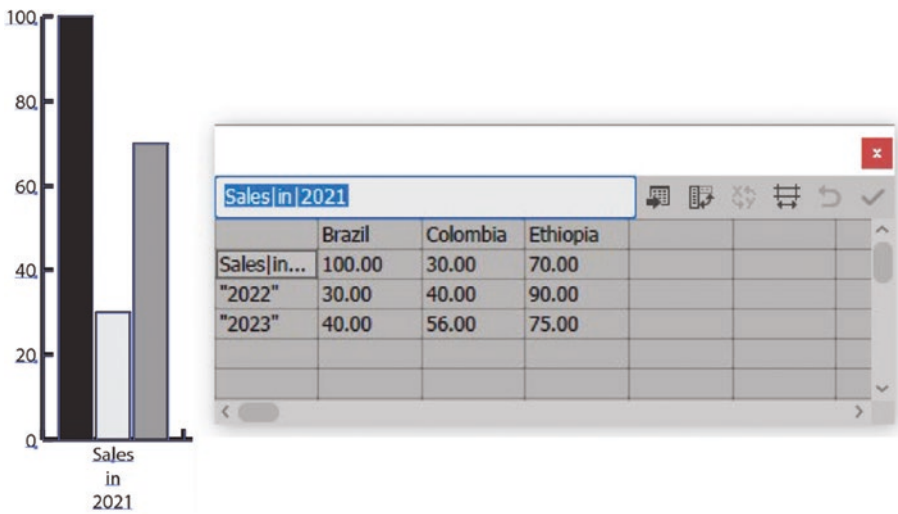 100
80
60
40
20
0
Sales
in
2021
x
Sales|in|2021
Brazil Colombia Ethiopia
Sales|in... 100.00 30.00 70.00
"2022" 30.00 40.00 90.00
"2023" 40.00 56.00 75.00